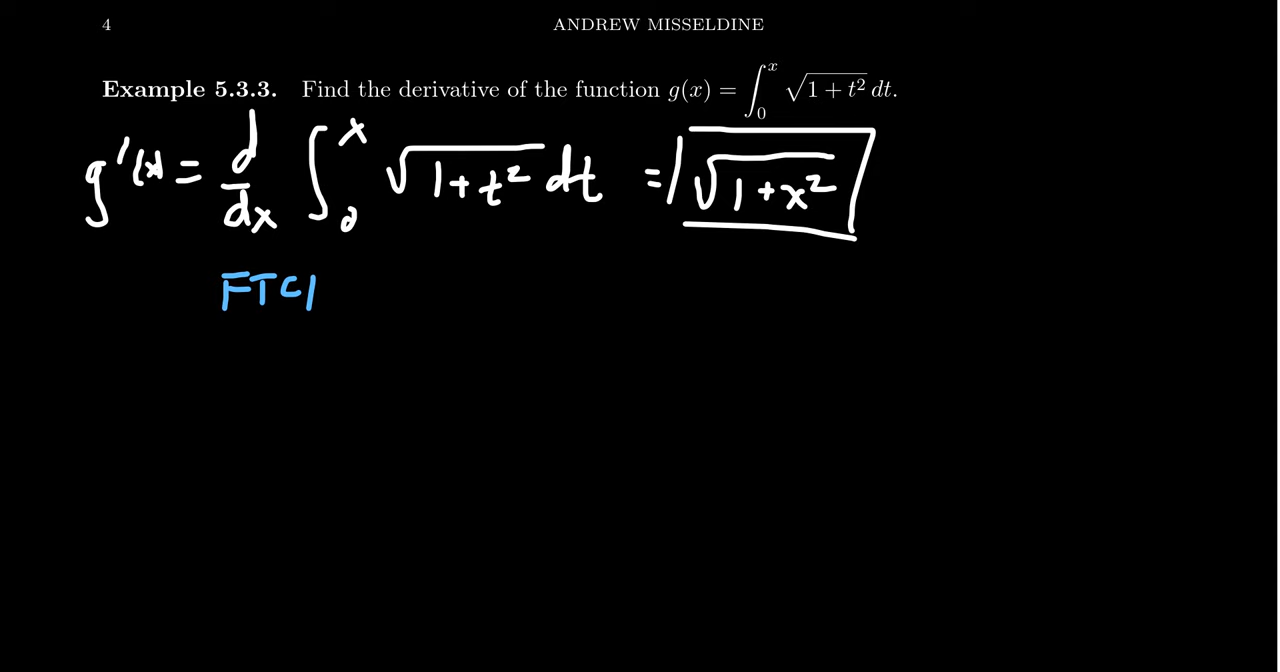 4 ANDREW MISSELDINE
Example 5.3.3. Find the derivative of the function g(x) = ∫₀ˣ √(1 + t²) dt.
g'(x) = d/dx ∫₀ˣ √(1 + t²) dt = √(1 + x²)
FTC1